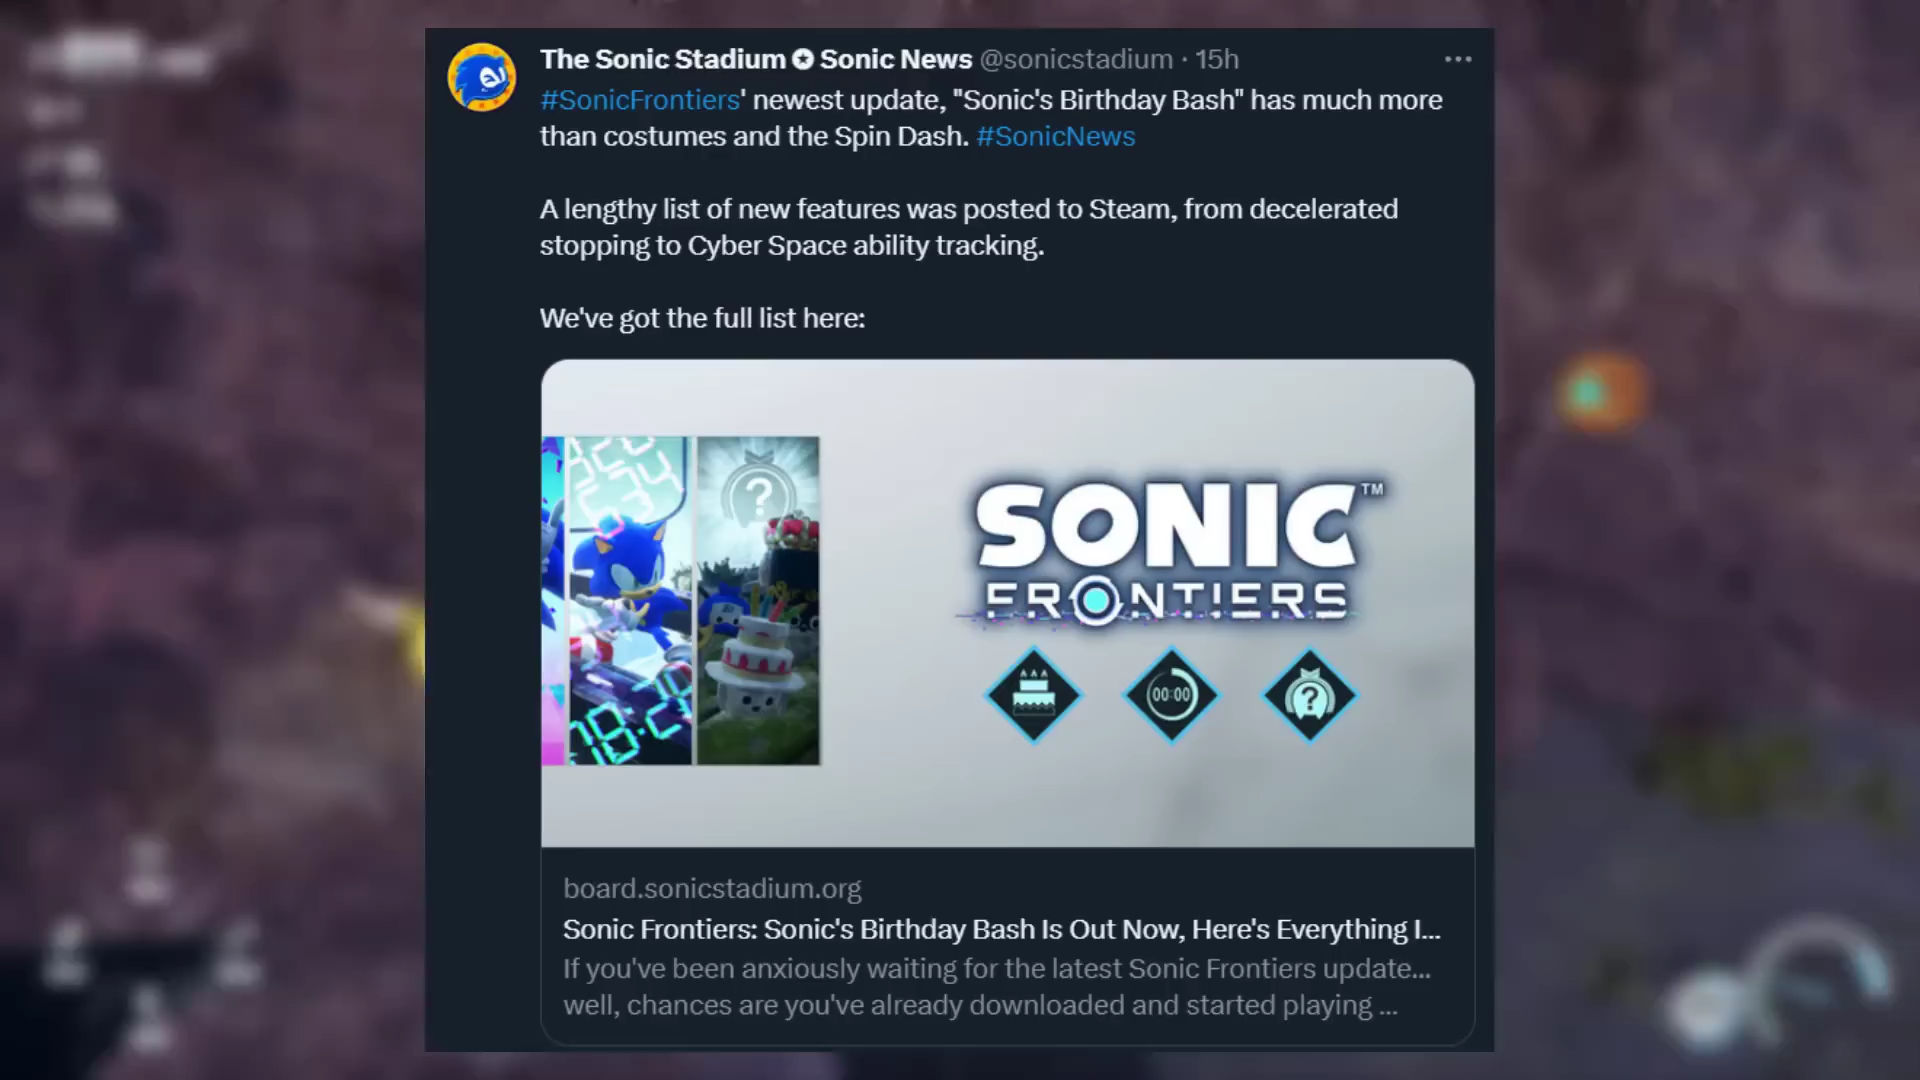 The Sonic Stadium✪Sonic News @sonicstadium · 15h
#SonicFrontiers' newest update, "Sonic's Birthday Bash" has much more
than costumes and the Spin Dash. #SonicNews
A lengthy list of new features was posted to Steam, from decelerated
stopping to Cyber Space ability tracking.
We've got the full list here:
?
SONIC™
FRONTIERS
00:00
?
board.sonicstadium.org
Sonic Frontiers: Sonic's Birthday Bash Is Out Now, Here's Everything I...
If you've been anxiously waiting for the latest Sonic Frontiers update...
well, chances are you've already downloaded and started playing ...